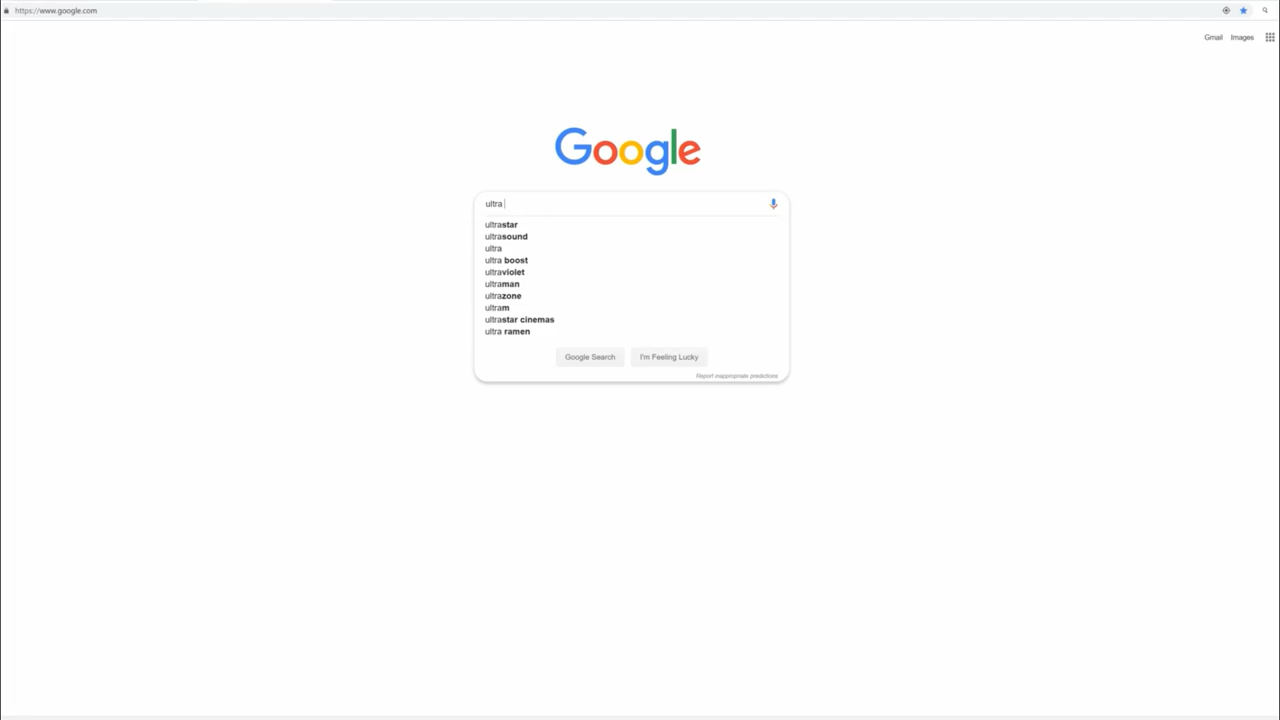 https://www.google.com
Gmail Images
Google
ultra
ultrastar
ultrasound
ultra
ultra boost
ultraviolet
ultraman
ultrazone
ultram
ultrastar cinemas
ultra ramen
Google Search I'm Feeling Lucky
Report inappropriate predictions